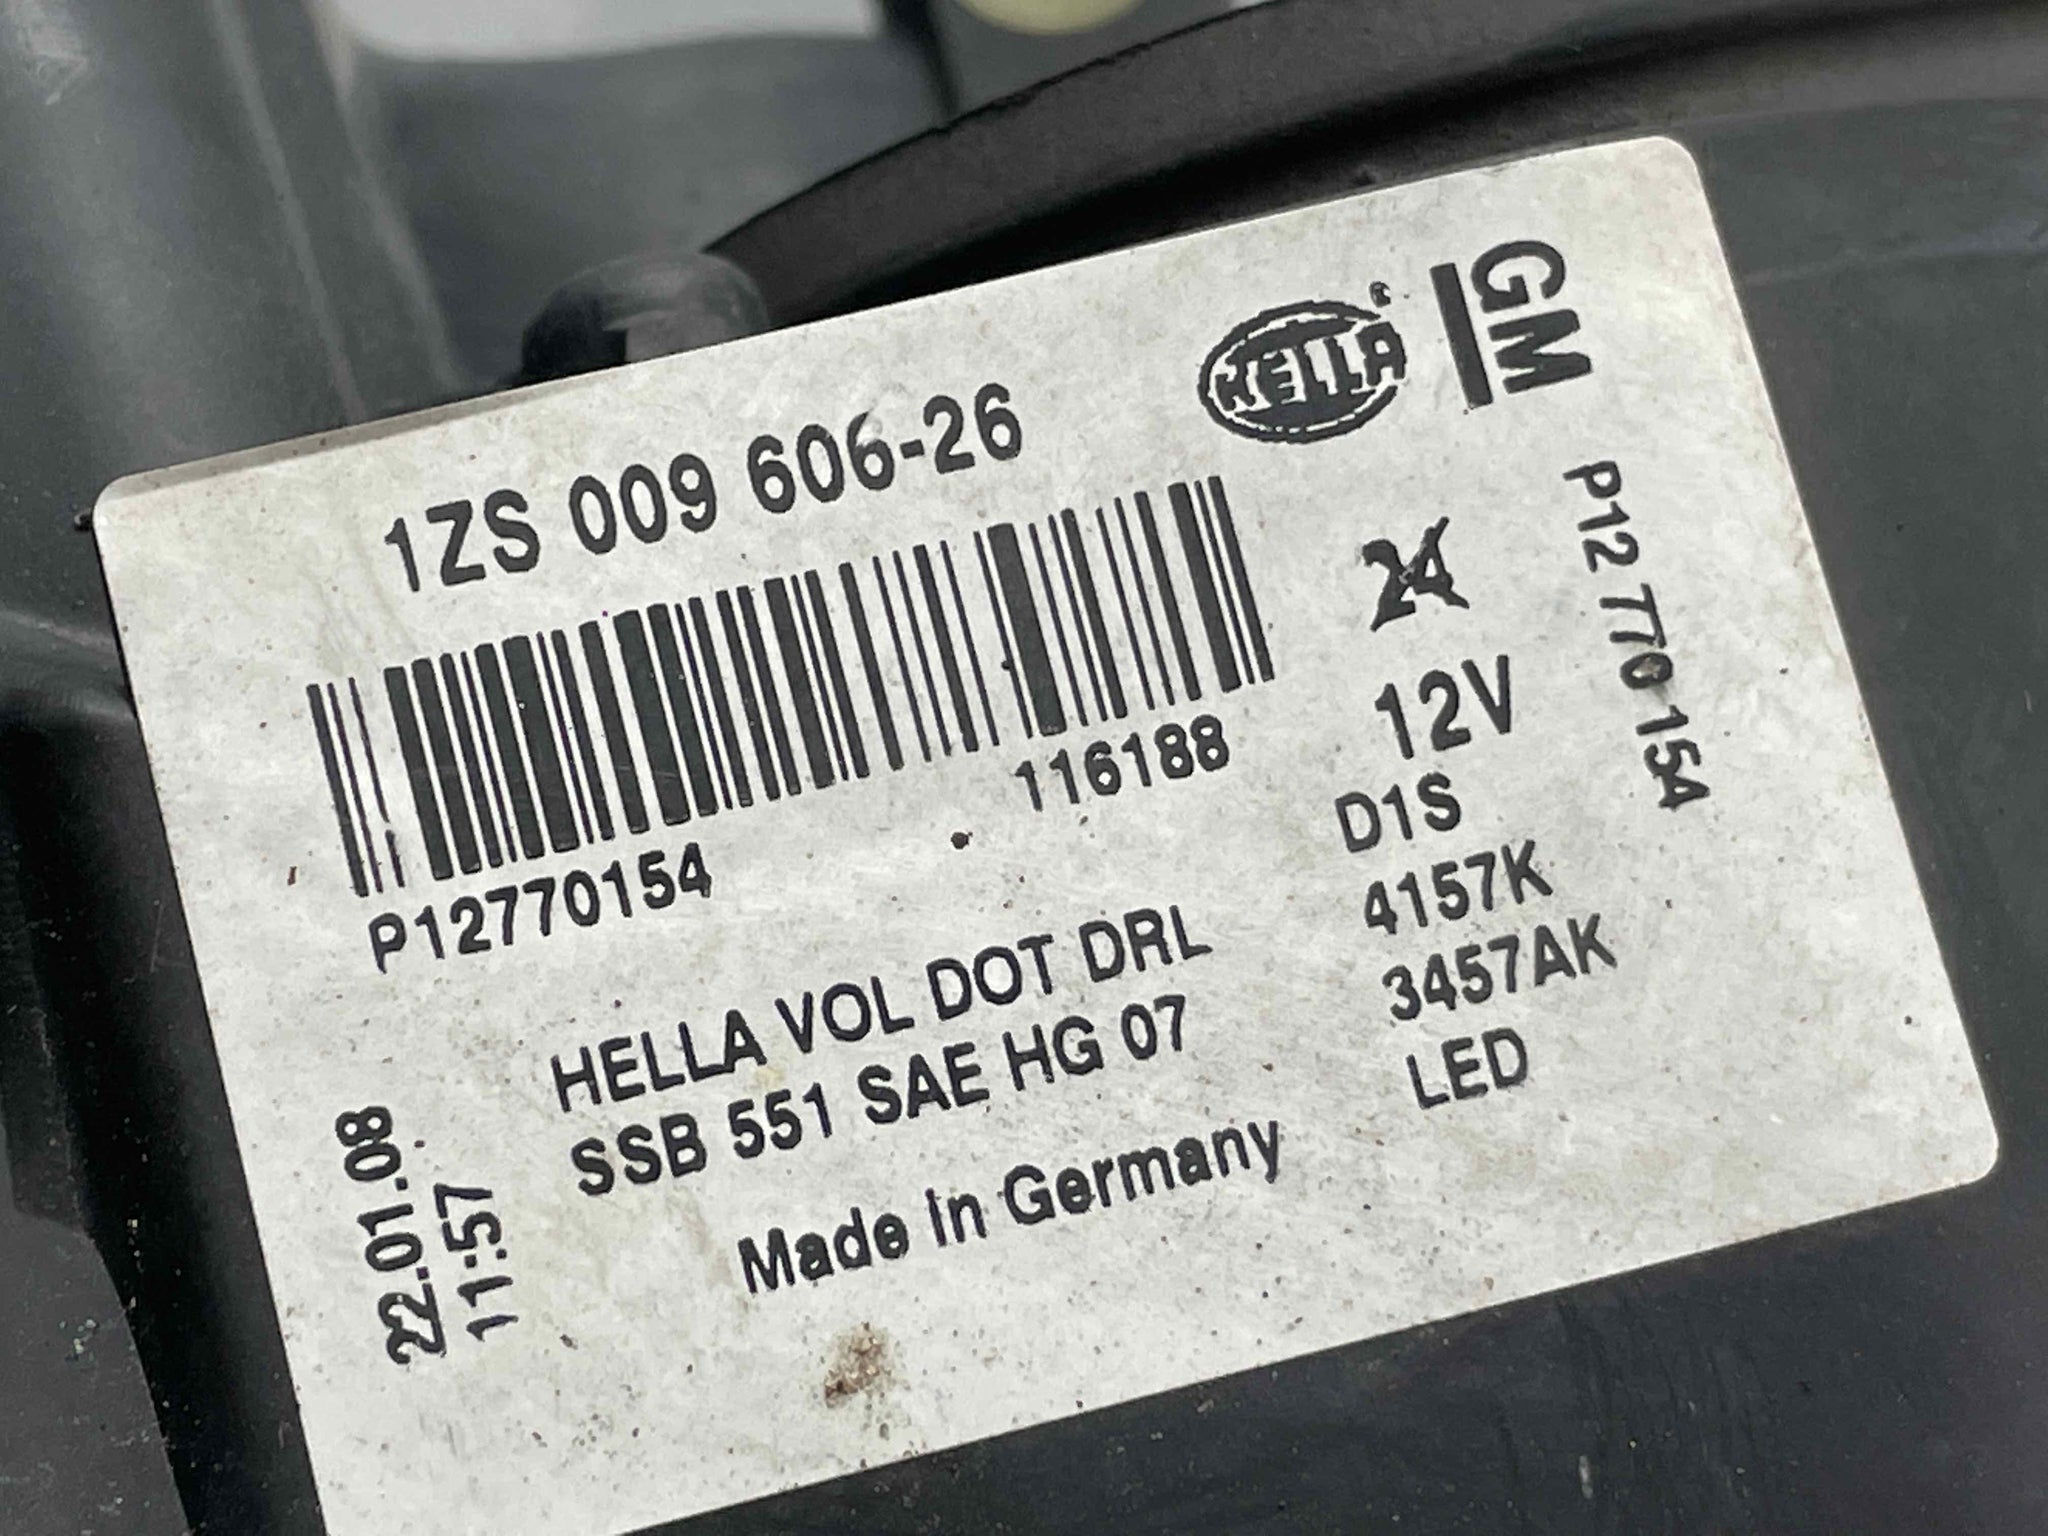 GM
HELLA
1ZS 009 606-26
P12770154
116188
24
12V
D1S
4157K
3457AK
LED
P12 770 154
HELLA VOL DOT DRL
SSB 551 SAE HG 07
Made In Germany
22.01.08
11:57